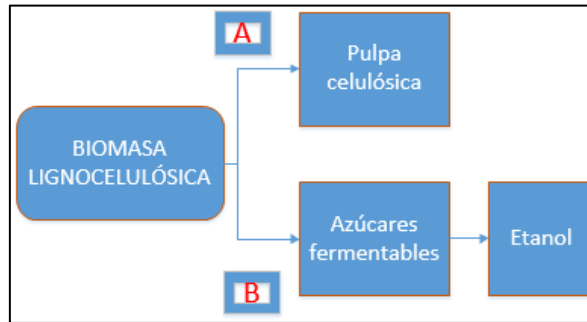 A
Pulpa
celulósica
BIOMASA
LIGNOCELULÓSICA
Azúcares
fermentables
Etanol
B